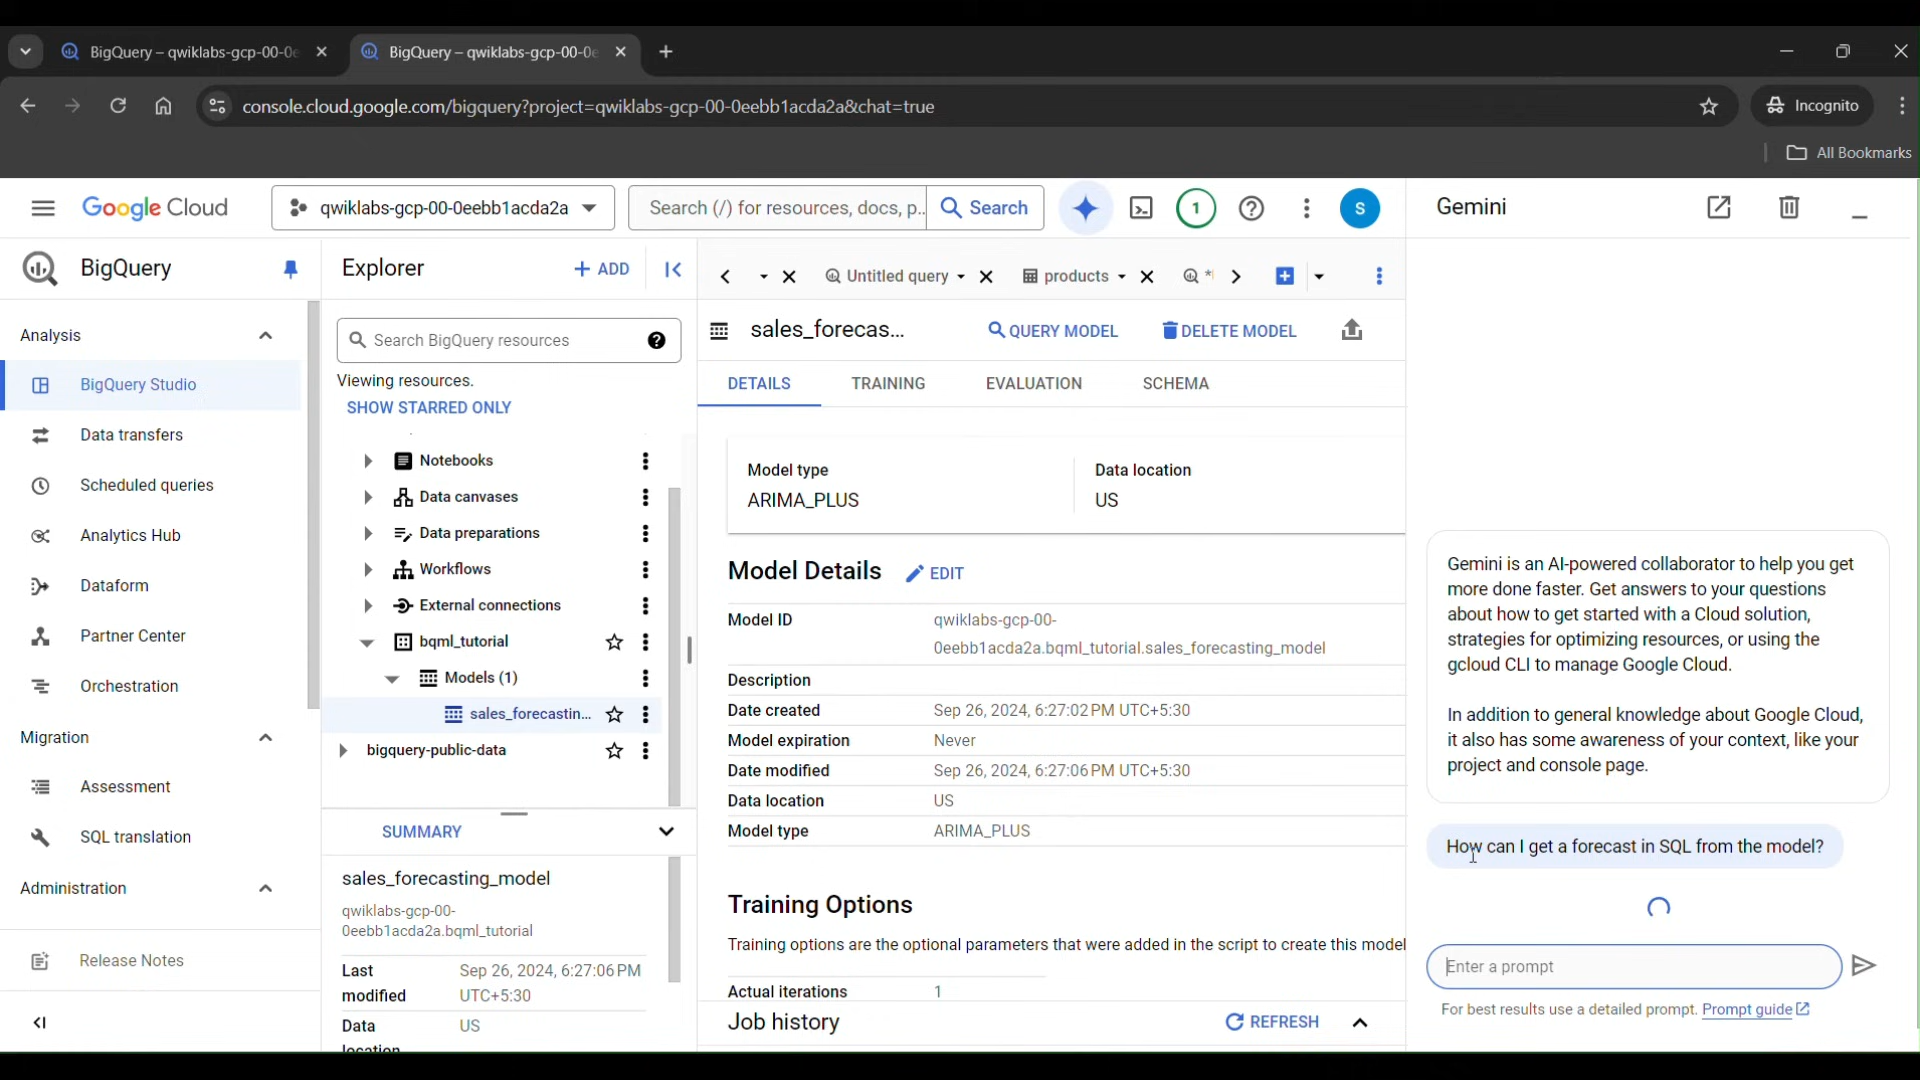 BigQuery – qwiklabs-gcp-00-0e
BigQuery – qwiklabs-gcp-00-0e
console.cloud.google.com/bigquery?project=qwiklabs-gcp-00-0eebb1acda2a&chat=true
Incognito
All Bookmarks
Google Cloud
qwiklabs-gcp-00-0eebb1acda2a
Search (/) for resources, docs, p..
Search
1
S
Gemini
BigQuery
Analysis
BigQuery Studio
Data transfers
Scheduled queries
Analytics Hub
Dataform
Partner Center
Orchestration
Migration
Assessment
SQL translation
Administration
Release Notes
Explorer
+ ADD
Search BigQuery resources
Viewing resources.
SHOW STARRED ONLY
Notebooks
Data canvases
Data preparations
Workflows
External connections
bqml_tutorial
Models (1)
sales_forecastin...
bigquery-public-data
SUMMARY
sales_forecasting_model
qwiklabs-gcp-00-
0eebb1acda2a.bqml_tutorial
Last Sep 26, 2024, 6:27:06 PM
modified UTC+5:30
Data US
location
Untitled query
products
sales_forecas...
QUERY MODEL
DELETE MODEL
DETAILS
TRAINING
EVALUATION
SCHEMA
Model type
ARIMA_PLUS
Data location
US
Model Details
EDIT
Model ID qwiklabs-gcp-00-
0eebb1acda2a.bqml_tutorial.sales_forecasting_model
Description
Date created Sep 26, 2024, 6:27:02 PM UTC+5:30
Model expiration Never
Date modified Sep 26, 2024, 6:27:06 PM UTC+5:30
Data location US
Model type ARIMA_PLUS
Training Options
Training options are the optional parameters that were added in the script to create this model
Actual iterations 1
Job history
REFRESH
Gemini is an AI-powered collaborator to help you get
more done faster. Get answers to your questions
about how to get started with a Cloud solution,
strategies for optimizing resources, or using the
gcloud CLI to manage Google Cloud.
In addition to general knowledge about Google Cloud,
it also has some awareness of your context, like your
project and console page.
How can I get a forecast in SQL from the model?
Enter a prompt
For best results use a detailed prompt. Prompt guide